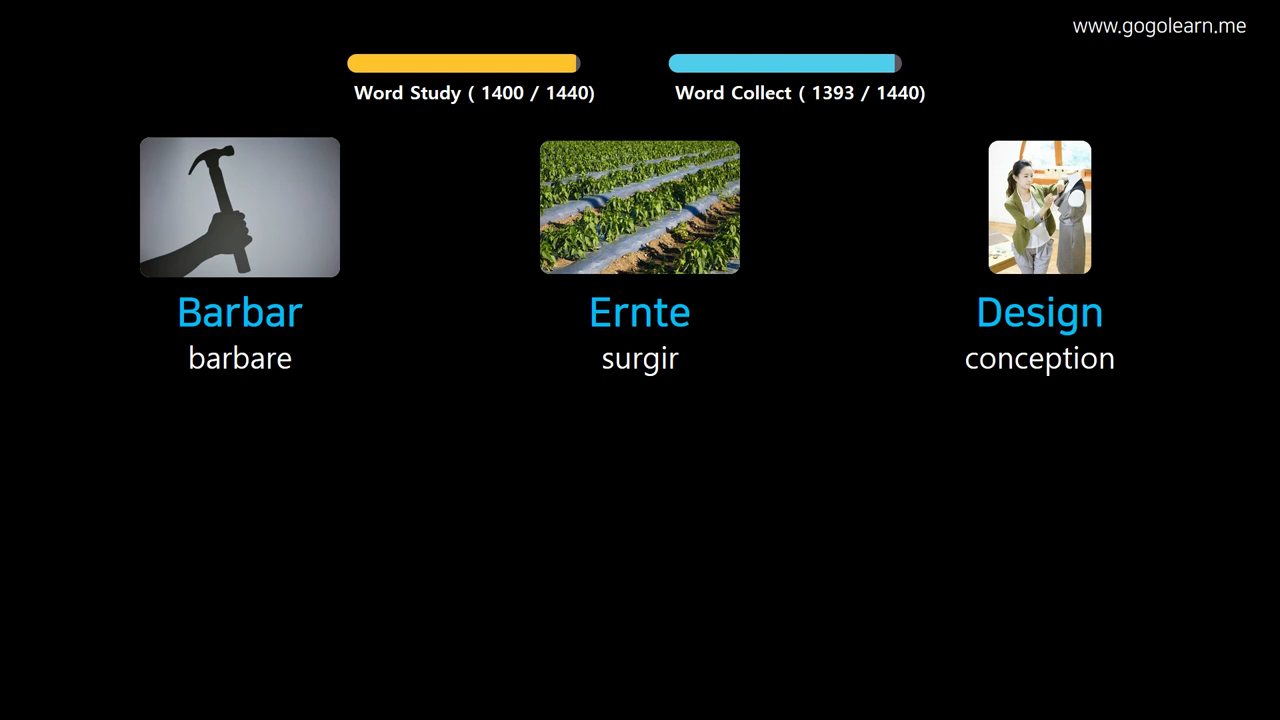 www.gogolearn.me
Word Study ( 1400 / 1440)
Word Collect ( 1393 / 1440)
Barbar
barbare
Ernte
surgir
Design
conception